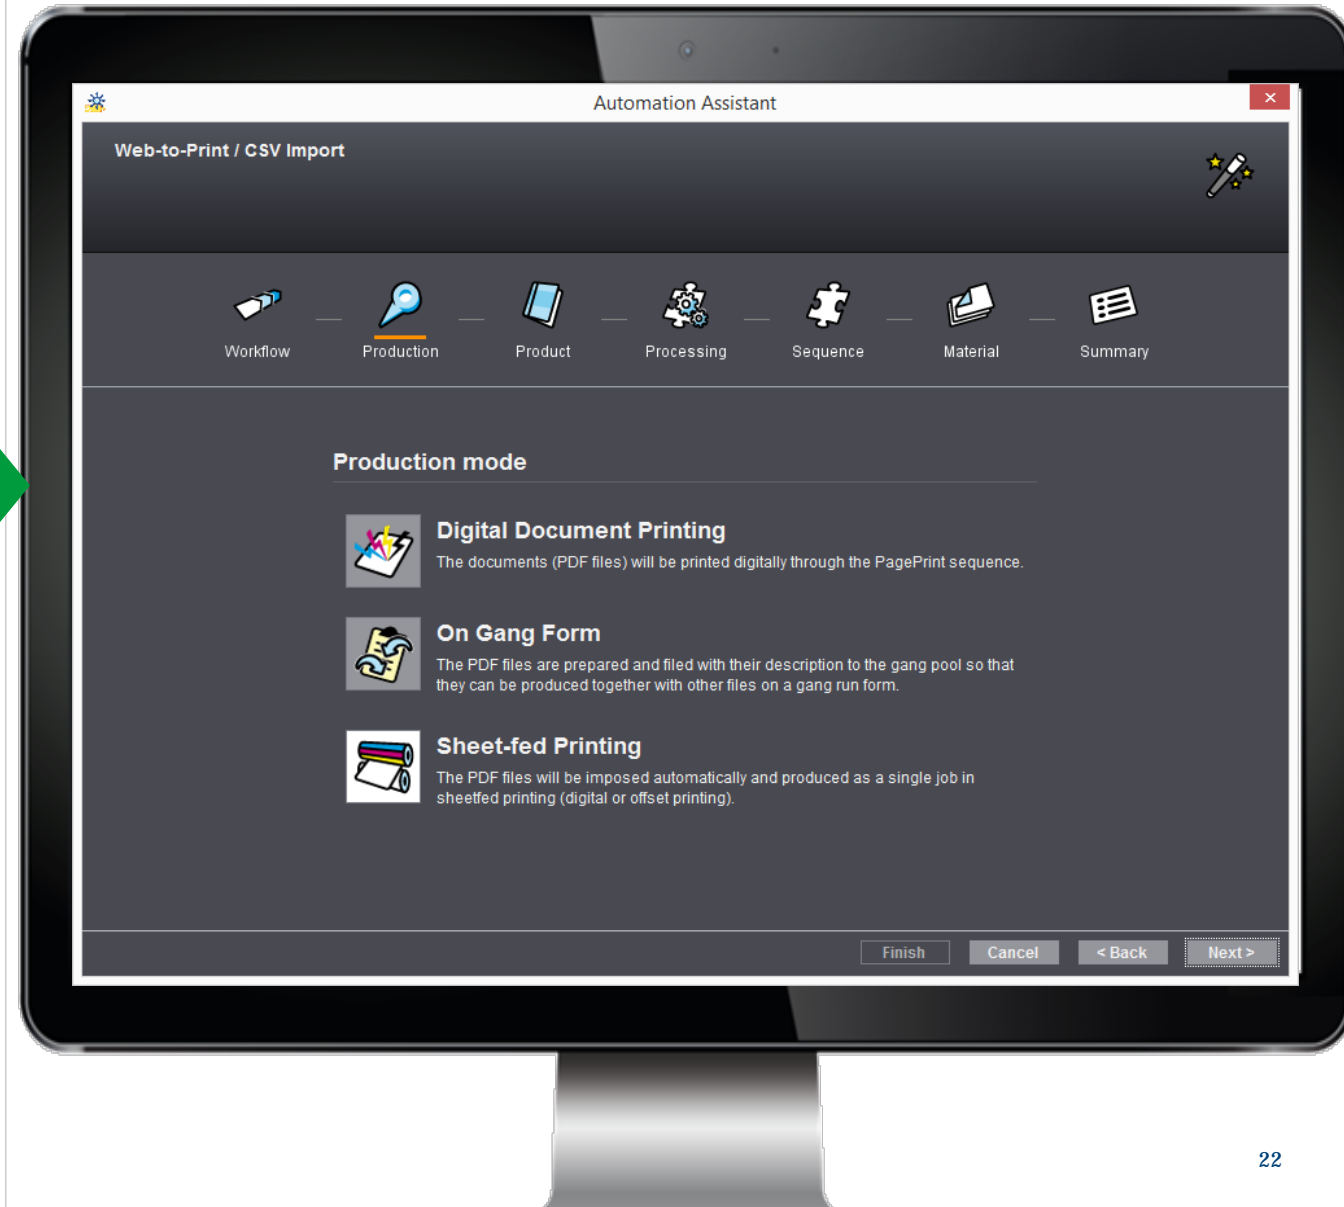 Automation Assistant
Web-to-Print / CSV Import
Workflow
Production
Product
Processing
Sequence
Material
Summary
Production mode
Digital Document Printing
The documents (PDF files) will be printed digitally through the PagePrint sequence.
On Gang Form
The PDF files are prepared and filed with their description to the gang pool so that
they can be produced together with other files on a gang run form.
Sheet-fed Printing
The PDF files will be imposed automatically and produced as a single job in
sheetfed printing (digital or offset printing).
Finish
Cancel
< Back
Next >
22